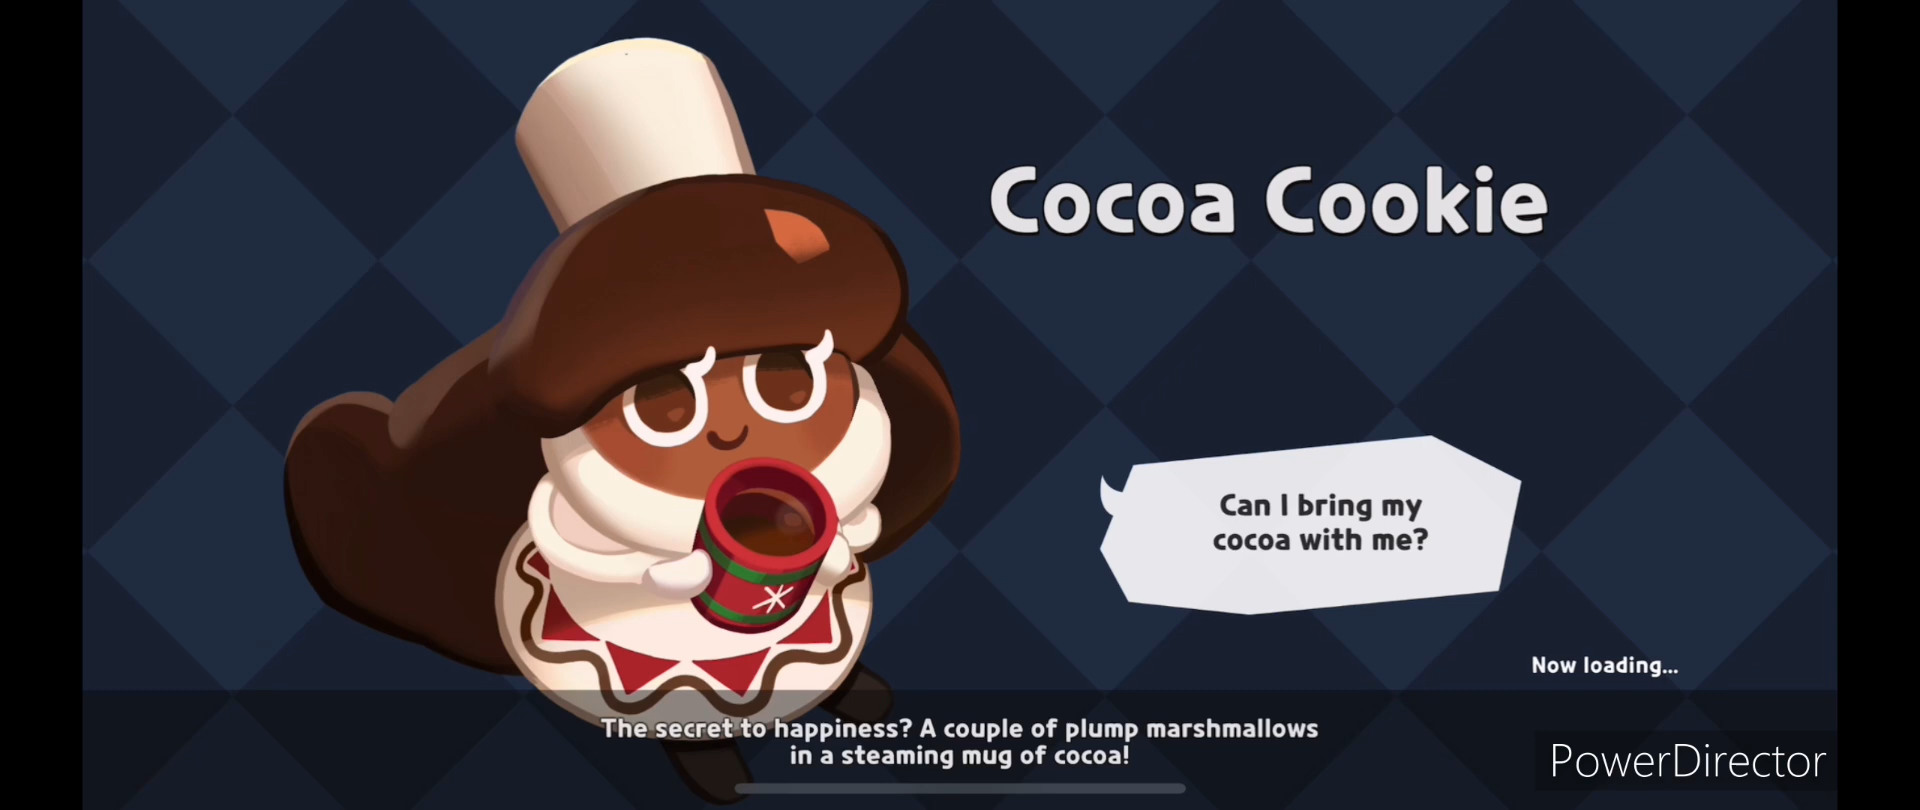 Cocoa Cookie
Can I bring my
cocoa with me?
Now loading...
The secret to happiness? A couple of plump marshmallows
in a steaming mug of cocoa!
PowerDirector